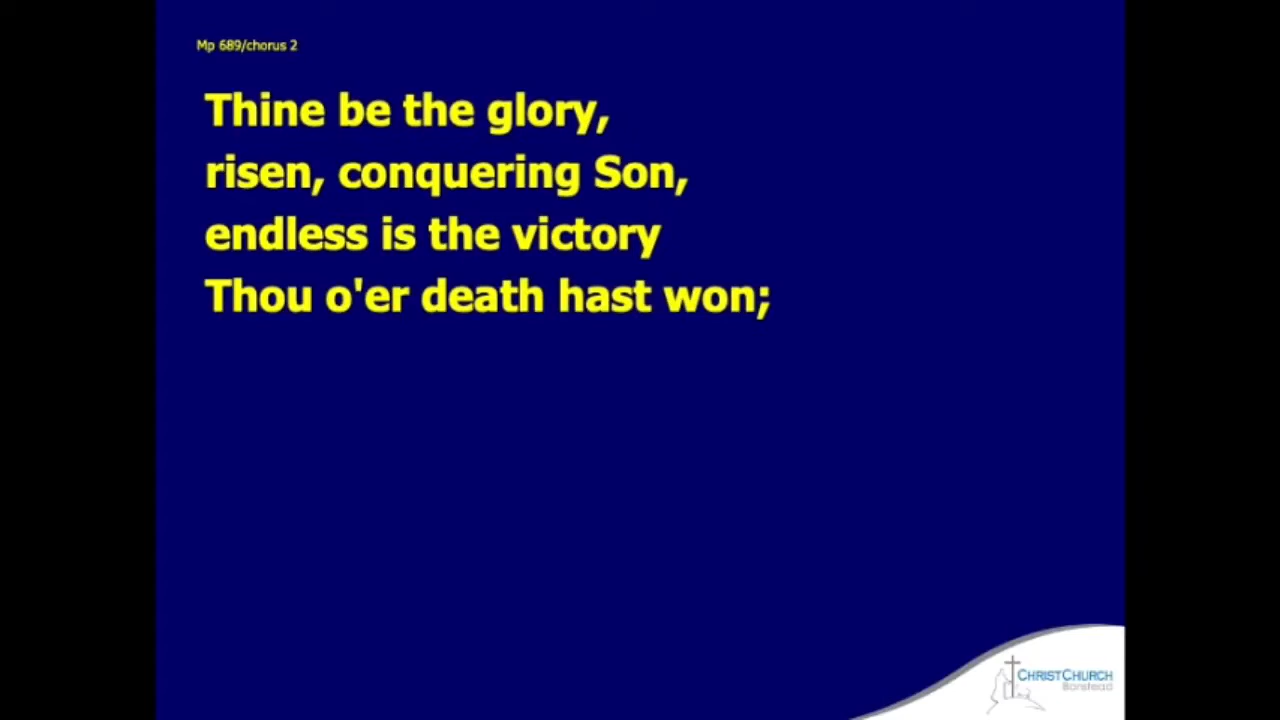 Mp 689/chorus 2
Thine be the glory,
risen, conquering Son,
endless is the victory
Thou o'er death hast won;
CHRISTCHURCH
Banstead